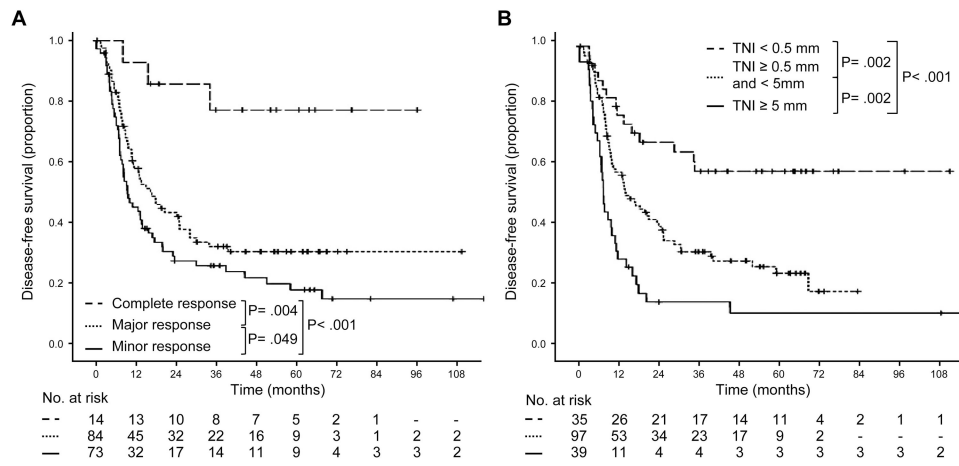 A
Disease-free survival (proportion)
1.0
0.8
0.6
0.4
0.2
0.0
Complete response
Major response
Minor response
P= .004
P= .049
P< .001
0 12 24 36 48 60 72 84 96 108
Time (months)
No. at risk
14 13 10 8 7 5 2 1 - -
84 45 32 22 16 9 3 1 2 2
73 32 17 14 11 9 4 3 3 2
B
Disease-free survival (proportion)
1.0
0.8
0.6
0.4
0.2
0.0
TNI < 0.5 mm
TNI ≥ 0.5 mm
and < 5mm
TNI ≥ 5 mm
P= .002
P= .002
P< .001
0 12 24 36 48 60 72 84 96 108
Time (months)
No. at risk
35 26 21 17 14 11 4 2 1 1
97 53 34 23 17 9 2 - - -
39 11 4 4 3 3 3 3 3 2